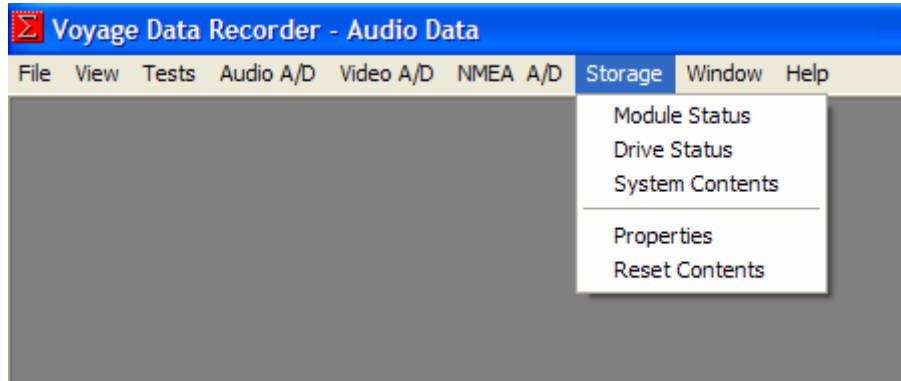 Σ Voyage Data Recorder - Audio Data
File View Tests Audio A/D Video A/D NMEA A/D Storage Window Help
Module Status
Drive Status
System Contents
Properties
Reset Contents